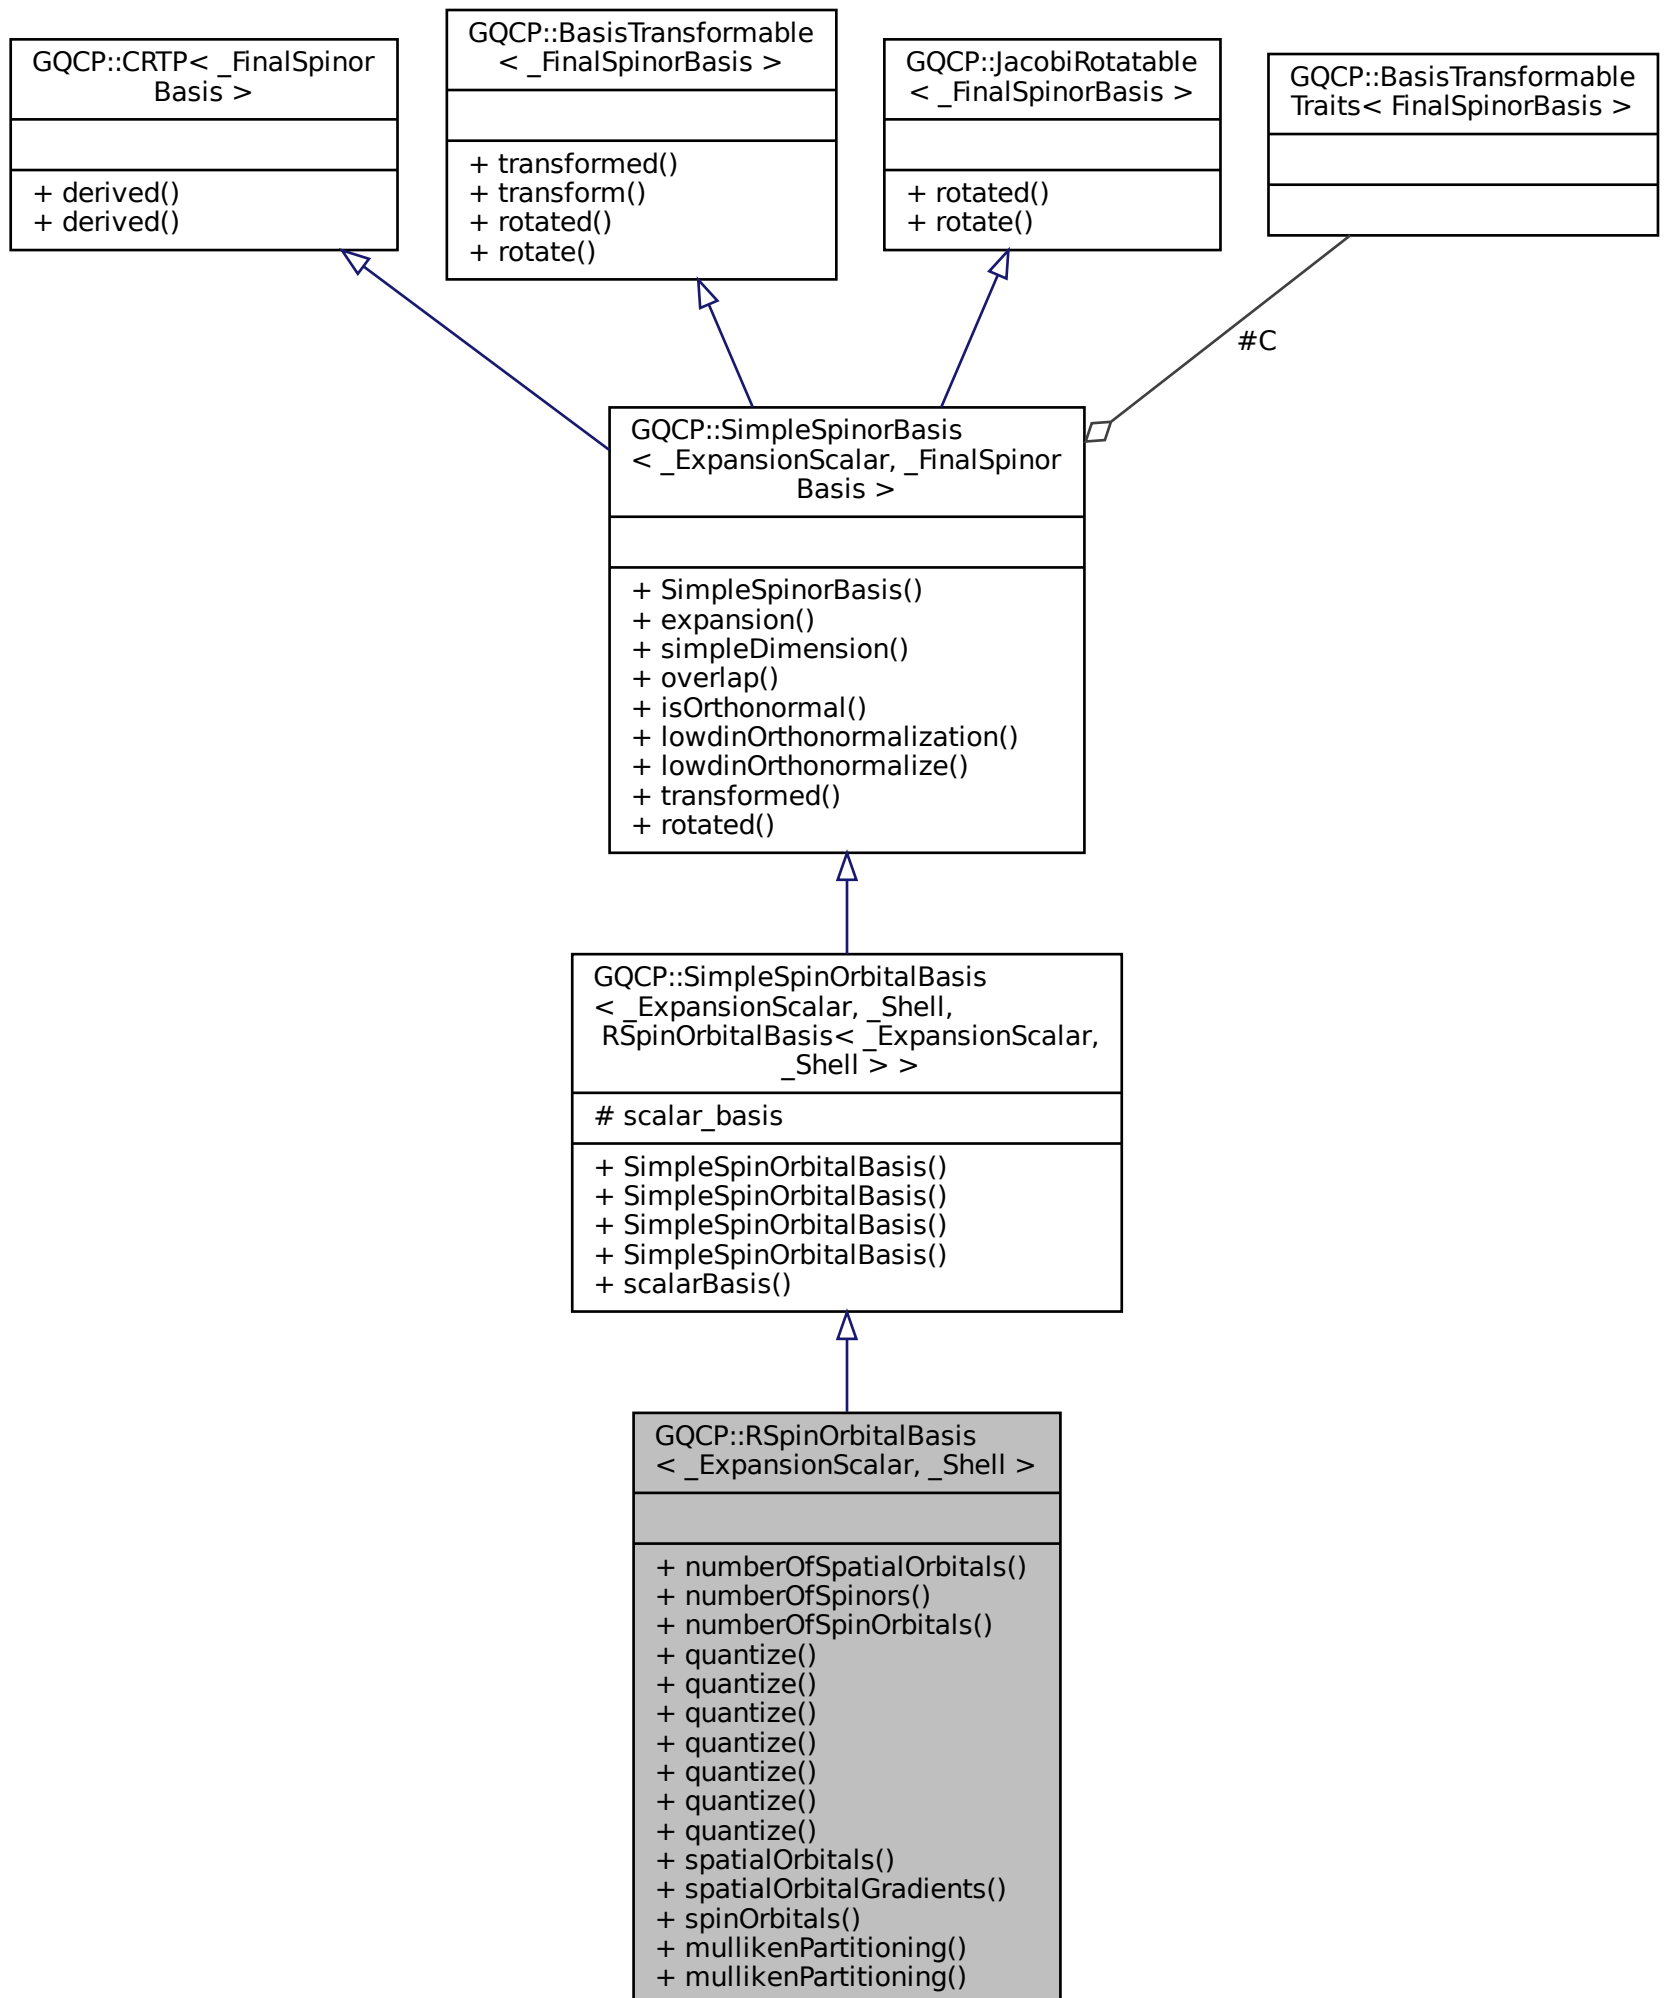 GQCP::CRTP< _FinalSpinor
Basis >
+ derived()
+ derived()
GQCP::BasisTransformable
< _FinalSpinorBasis >
+ transformed()
+ transform()
+ rotated()
+ rotate()
GQCP::JacobiRotatable
< _FinalSpinorBasis >
+ rotated()
+ rotate()
GQCP::BasisTransformable
Traits< FinalSpinorBasis >
#C
GQCP::SimpleSpinorBasis
< _ExpansionScalar, _FinalSpinor
Basis >
+ SimpleSpinorBasis()
+ expansion()
+ simpleDimension()
+ overlap()
+ isOrthonormal()
+ lowdinOrthonormalization()
+ lowdinOrthonormalize()
+ transformed()
+ rotated()
GQCP::SimpleSpinOrbitalBasis
< _ExpansionScalar, _Shell,
RSpinOrbitalBasis< _ExpansionScalar,
_Shell > >
# scalar_basis
+ SimpleSpinOrbitalBasis()
+ SimpleSpinOrbitalBasis()
+ SimpleSpinOrbitalBasis()
+ SimpleSpinOrbitalBasis()
+ scalarBasis()
GQCP::RSpinOrbitalBasis
< _ExpansionScalar, _Shell >
+ numberOfSpatialOrbitals()
+ numberOfSpinors()
+ numberOfSpinOrbitals()
+ quantize()
+ quantize()
+ quantize()
+ quantize()
+ quantize()
+ quantize()
+ quantize()
+ spatialOrbitals()
+ spatialOrbitalGradients()
+ spinOrbitals()
+ mullikenPartitioning()
+ mullikenPartitioning()